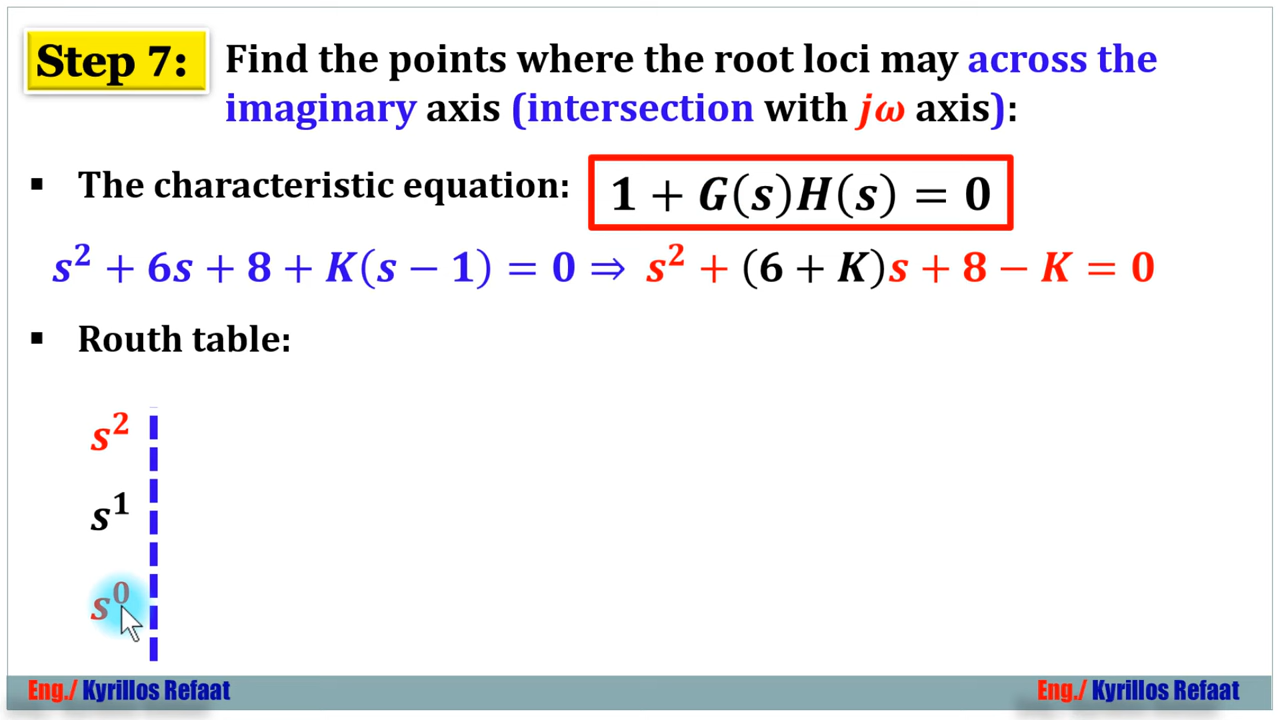 Step 7: Find the points where the root loci may across the
imaginary axis (intersection with jω axis):
▪ The characteristic equation: 1 + G(s)H(s) = 0
s² + 6s + 8 + K(s − 1) = 0 ⇒ s² + (6 + K)s + 8 − K = 0
▪ Routh table:
s²
s¹
s⁰
Eng./ Kyrillos Refaat Eng./ Kyrillos Refaat